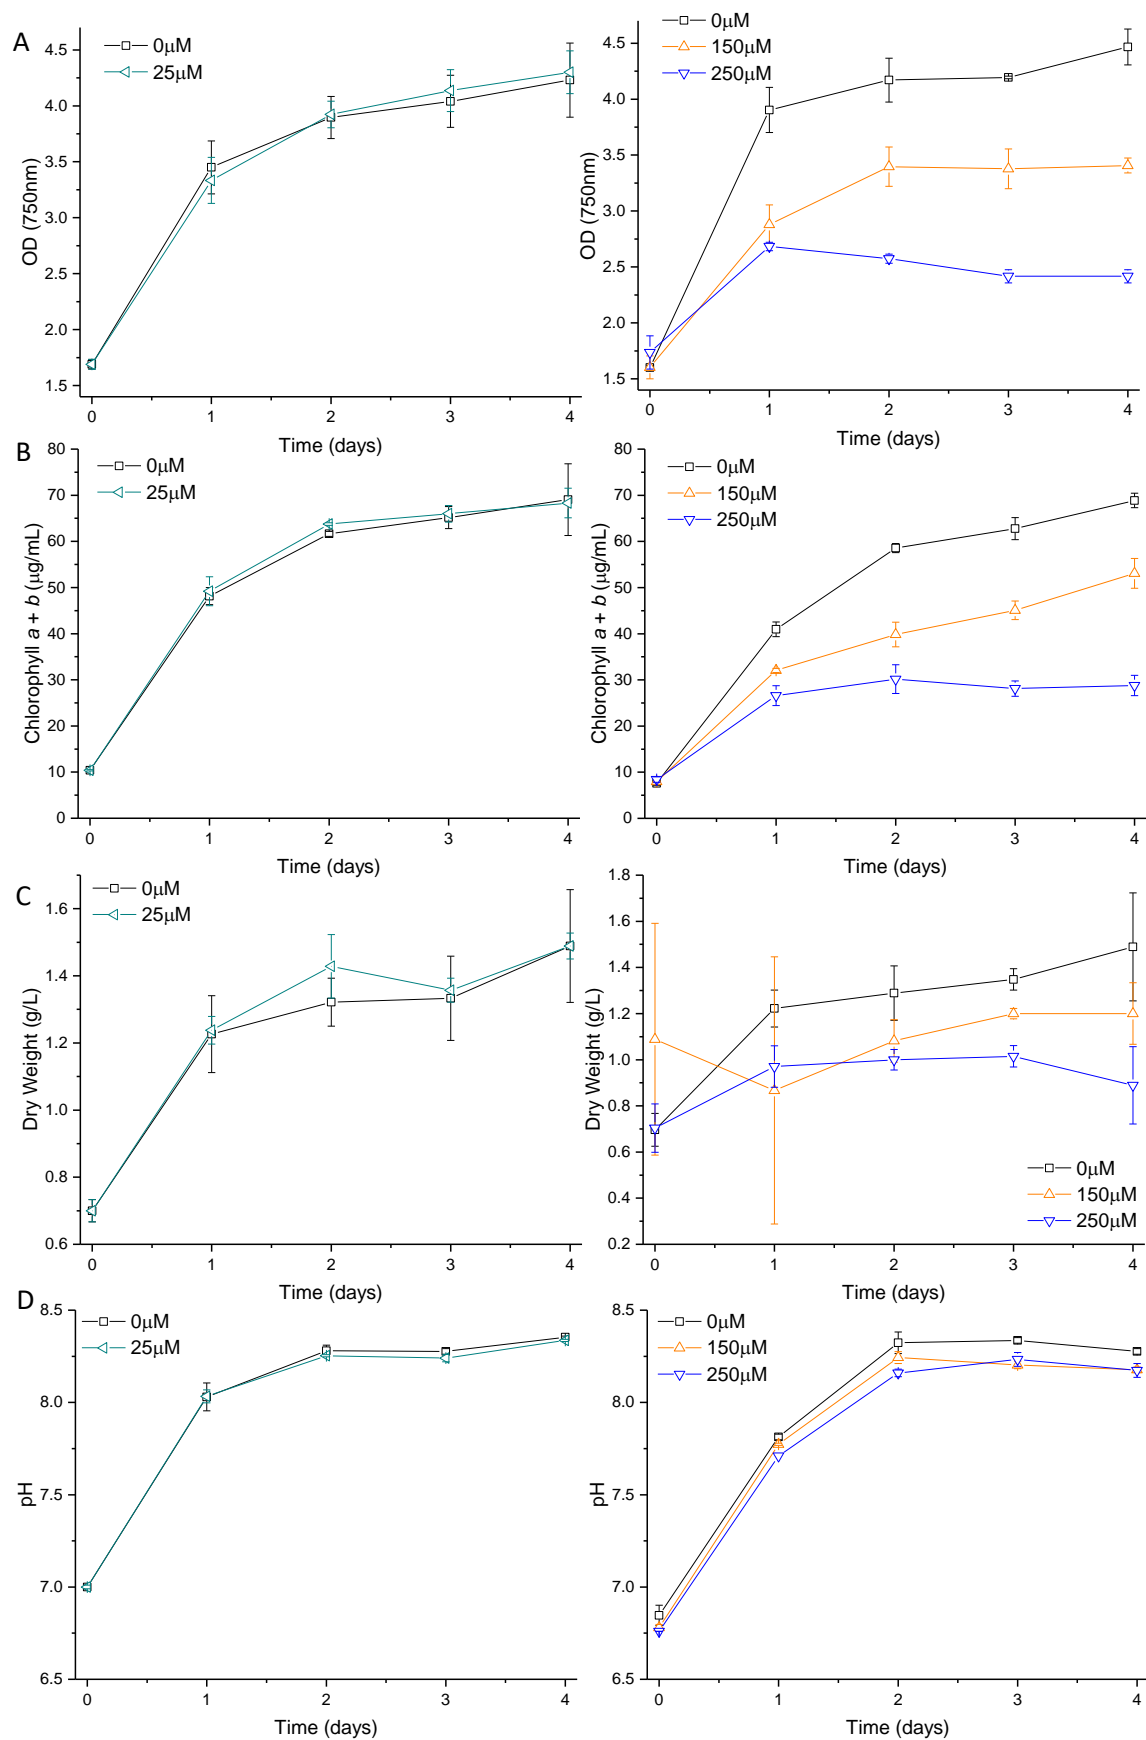 A
0μM
25μM
4.5
4.0
3.5
3.0
2.5
2.0
1.5
OD (750nm)
0 1 2 3 4
Time (days)
0μM
150μM
250μM
4.5
4.0
3.5
3.0
2.5
2.0
1.5
OD (750nm)
0 1 2 3 4
Time (days)
B
0μM
25μM
80
70
60
50
40
30
20
10
0
Chlorophyll a + b (μg/mL)
0 1 2 3 4
Time (days)
0μM
150μM
250μM
80
70
60
50
40
30
20
10
0
Chlorophyll a + b (μg/mL)
0 1 2 3 4
Time (days)
C
0μM
25μM
1.6
1.4
1.2
1.0
0.8
0.6
Dry Weight (g/L)
0 1 2 3 4
Time (days)
1.8
1.6
1.4
1.2
1.0
0.8
0.6
0.4
0.2
Dry Weight (g/L)
0μM
150μM
250μM
0 1 2 3 4
Time (days)
D
0μM
25μM
8.5
8.0
7.5
7.0
6.5
pH
0 1 2 3 4
Time (days)
0μM
150μM
250μM
8.5
8.0
7.5
7.0
6.5
pH
0 1 2 3 4
Time (days)